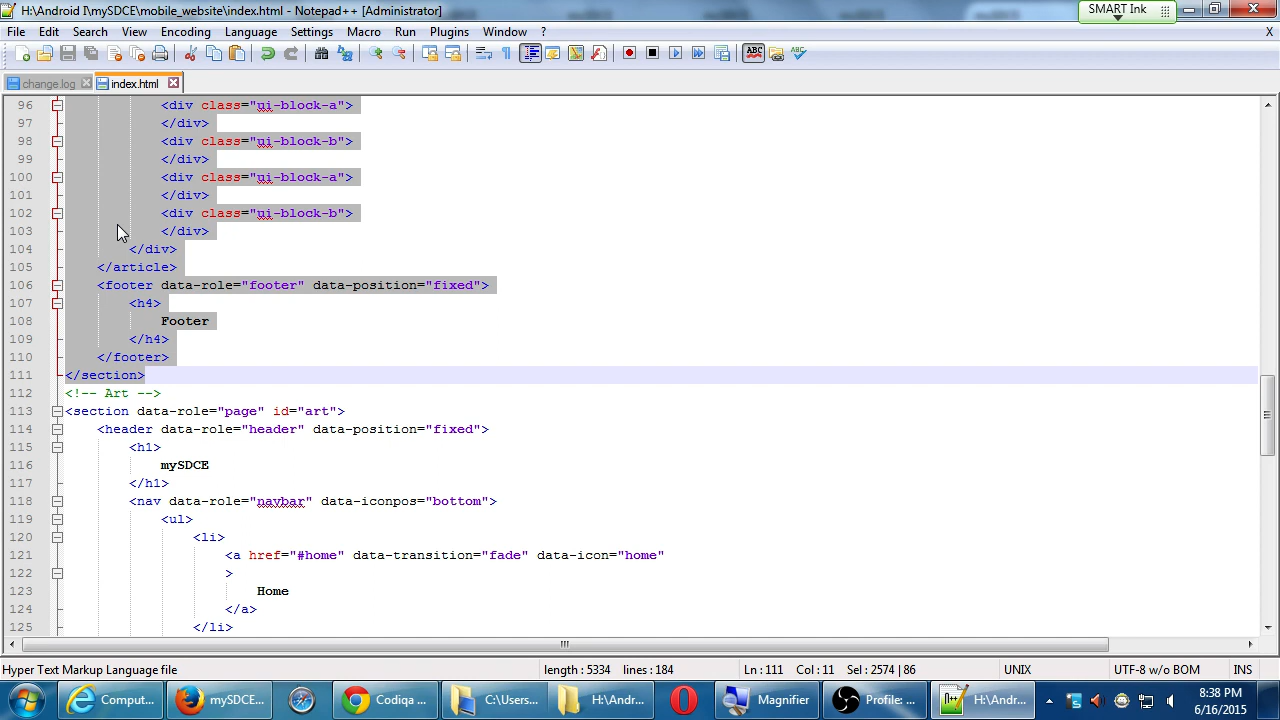 H:\Android I\mySDCE\mobile_website\index.html - Notepad++ [Administrator]
SMART Ink
File Edit Search View Encoding Language Settings Macro Run Plugins Window ? X
change.log index.html
96 <div class="ui-block-a">
97 </div>
98 <div class="ui-block-b">
99 </div>
100 <div class="ui-block-a">
101 </div>
102 <div class="ui-block-b">
103 </div>
104 </div>
105 </article>
106 <footer data-role="footer" data-position="fixed">
107 <h4>
108 Footer
109 </h4>
110 </footer>
111 </section>
112 <!-- Art -->
113 <section data-role="page" id="art">
114 <header data-role="header" data-position="fixed">
115 <h1>
116 mySDCE
117 </h1>
118 <nav data-role="navbar" data-iconpos="bottom">
119 <ul>
120 <li>
121 <a href="#home" data-transition="fade" data-icon="home"
122 >
123 Home
124 </a>
125 </li>
Hyper Text Markup Language file length : 5334 lines : 184 Ln : 111 Col : 11 Sel : 2574 | 86 UNIX UTF-8 w/o BOM INS
Comput... mySDCE... Codiqa ... C:\Users... H:\Andr... Magnifier Profile: ... H:\Andr... 8:38 PM
6/16/2015